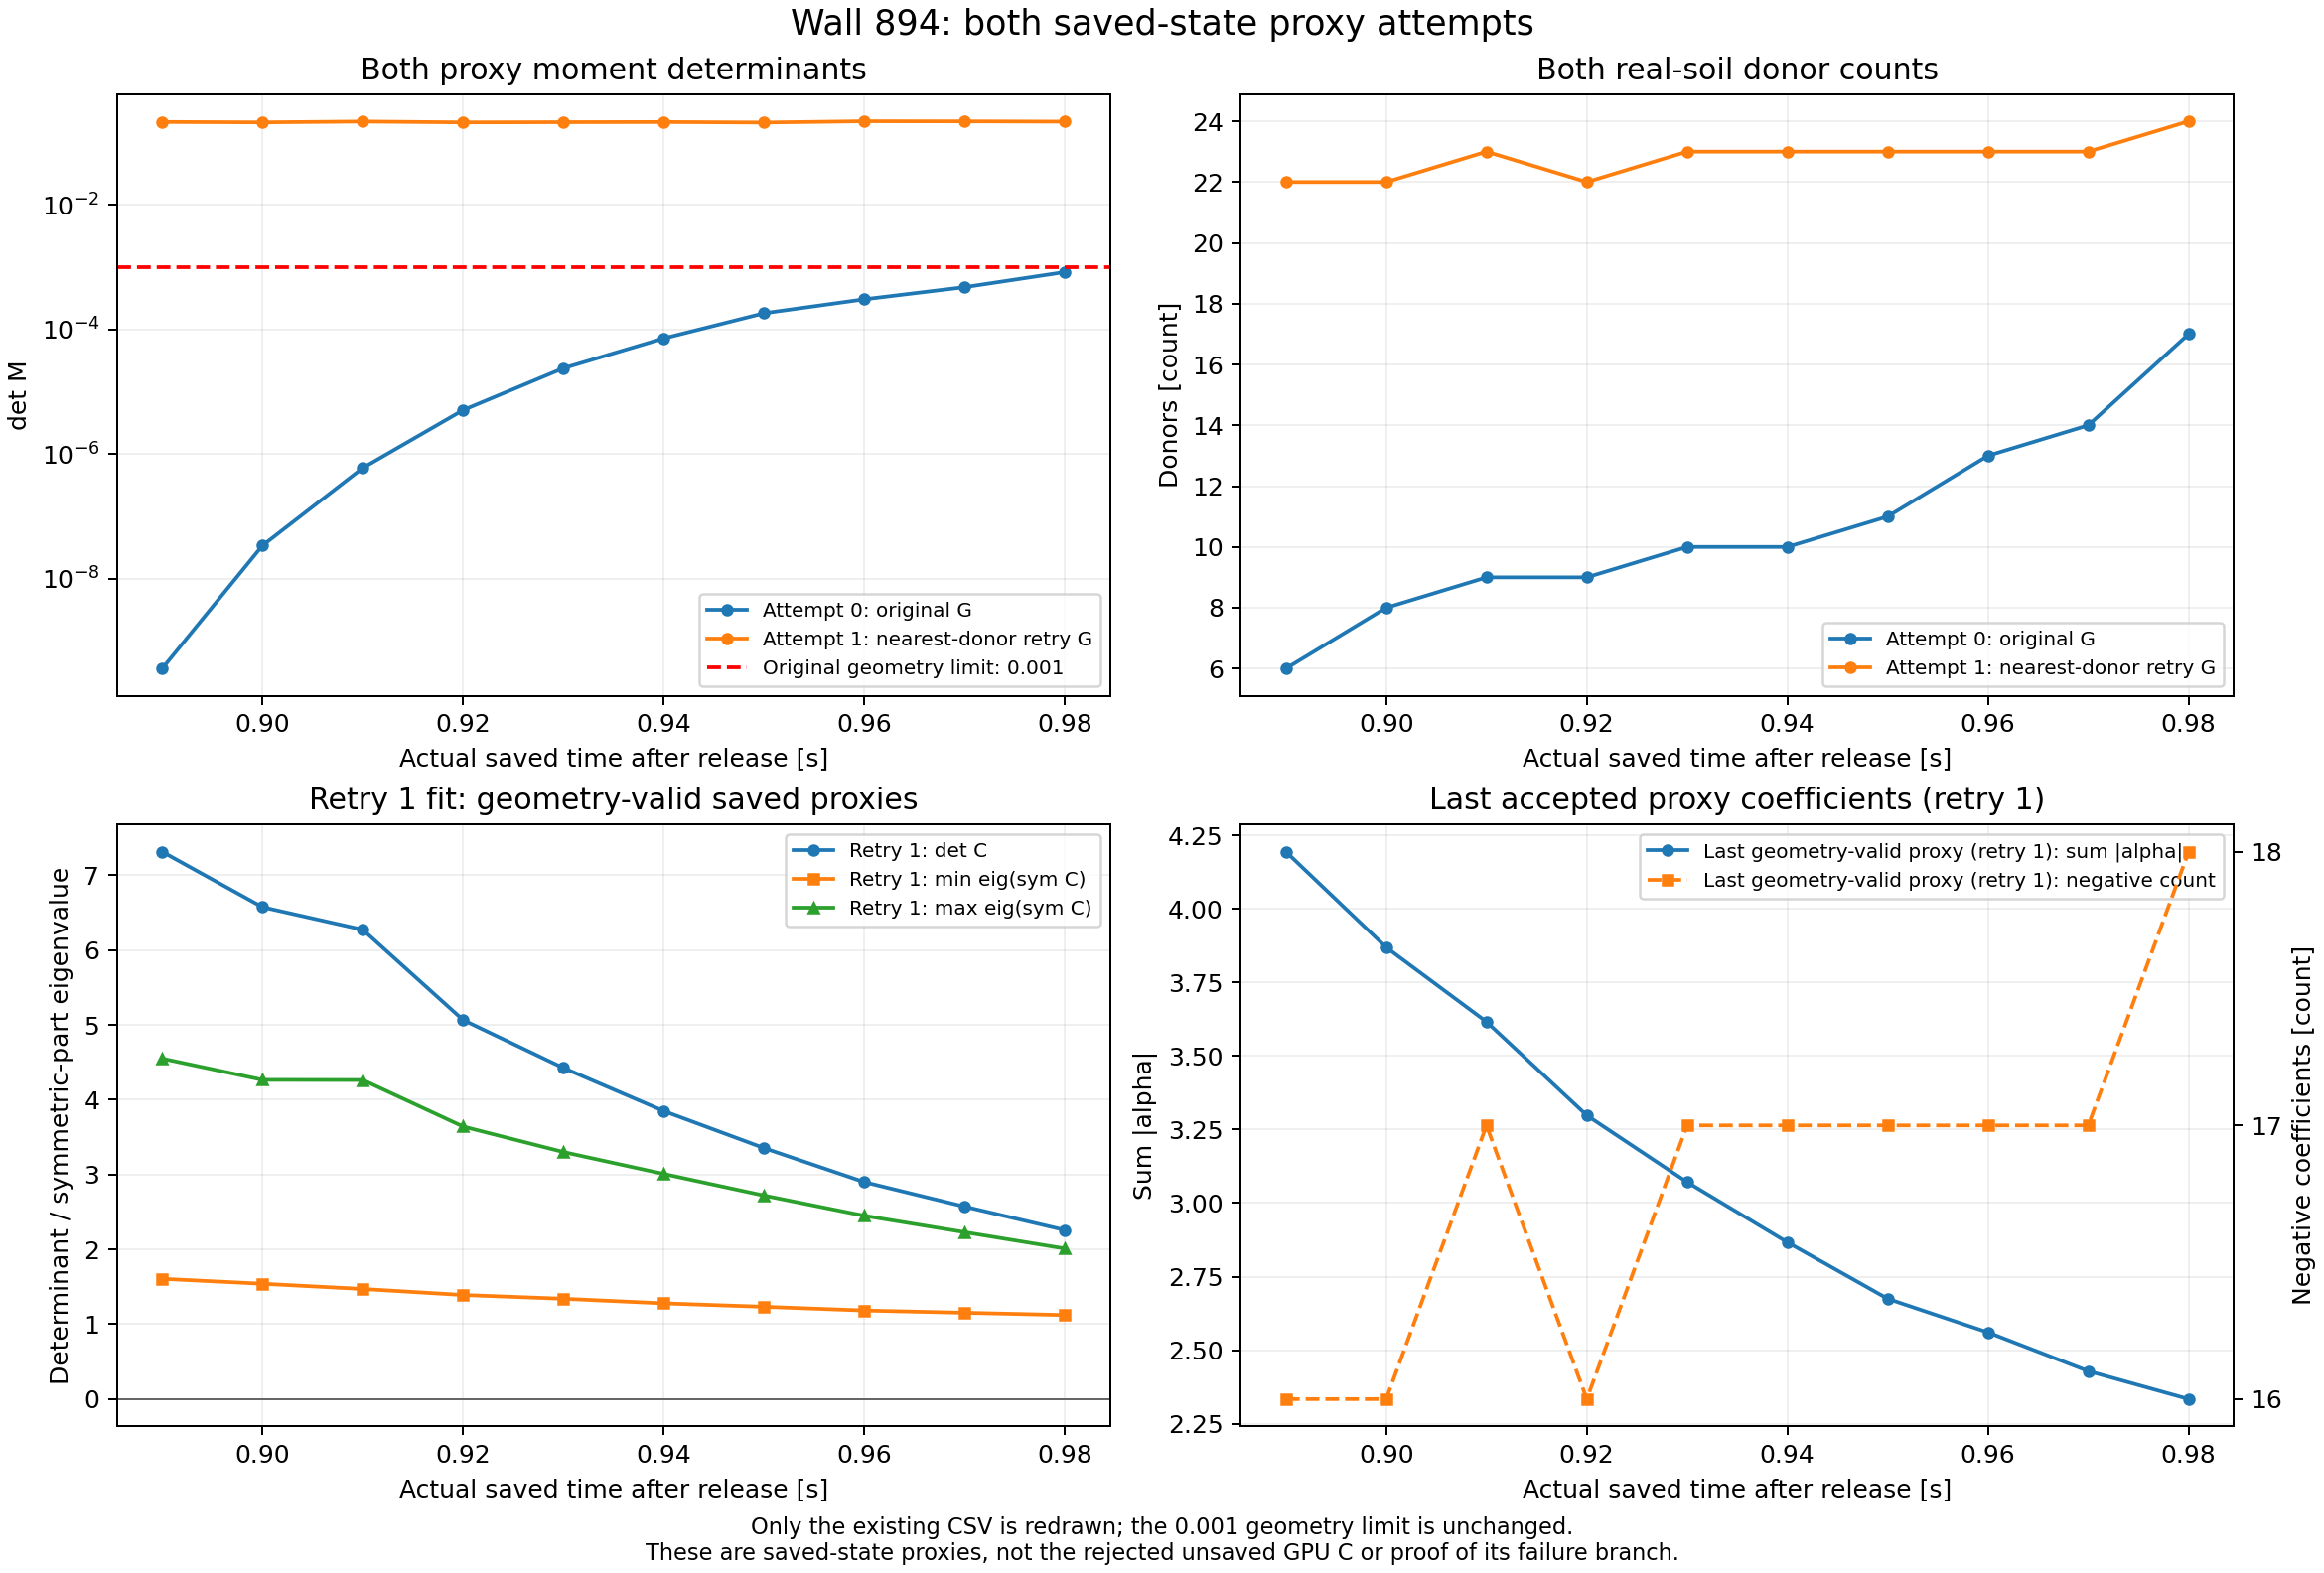 Wall 894: both saved-state proxy attempts
Both proxy moment determinants
det M
10⁻²
10⁻⁴
10⁻⁶
10⁻⁸
Attempt 0: original G
Attempt 1: nearest-donor retry G
Original geometry limit: 0.001
0.90 0.92 0.94 0.96 0.98
Actual saved time after release [s]
Both real-soil donor counts
Donors [count]
24
22
20
18
16
14
12
10
8
6
Attempt 0: original G
Attempt 1: nearest-donor retry G
0.90 0.92 0.94 0.96 0.98
Actual saved time after release [s]
Retry 1 fit: geometry-valid saved proxies
Determinant / symmetric-part eigenvalue
7
6
5
4
3
2
1
0
Retry 1: det C
Retry 1: min eig(sym C)
Retry 1: max eig(sym C)
0.90 0.92 0.94 0.96 0.98
Actual saved time after release [s]
Last accepted proxy coefficients (retry 1)
Sum |alpha|
4.25
4.00
3.75
3.50
3.25
3.00
2.75
2.50
2.25
Last geometry-valid proxy (retry 1): sum |alpha|
Last geometry-valid proxy (retry 1): negative count
18
17
16
Negative coefficients [count]
0.90 0.92 0.94 0.96 0.98
Actual saved time after release [s]
Only the existing CSV is redrawn; the 0.001 geometry limit is unchanged.
These are saved-state proxies, not the rejected unsaved GPU C or proof of its failure branch.